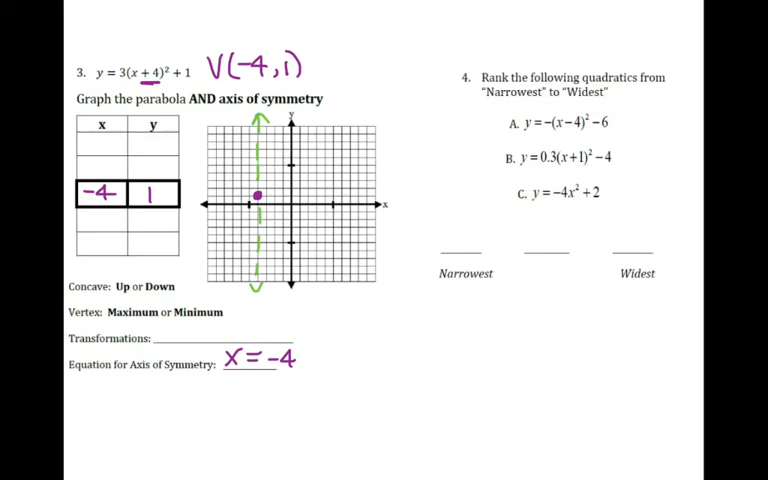 3. y = 3(x + 4)² + 1 V(-4, 1)
Graph the parabola AND axis of symmetry
x y
-4 1
y
x
Concave: Up or Down
Vertex: Maximum or Minimum
Transformations: ____________________
Equation for Axis of Symmetry: x = -4
4. Rank the following quadratics from
"Narrowest" to "Widest"
A. y = -(x - 4)² - 6
B. y = 0.3(x + 1)² - 4
C. y = -4x² + 2
Narrowest Widest